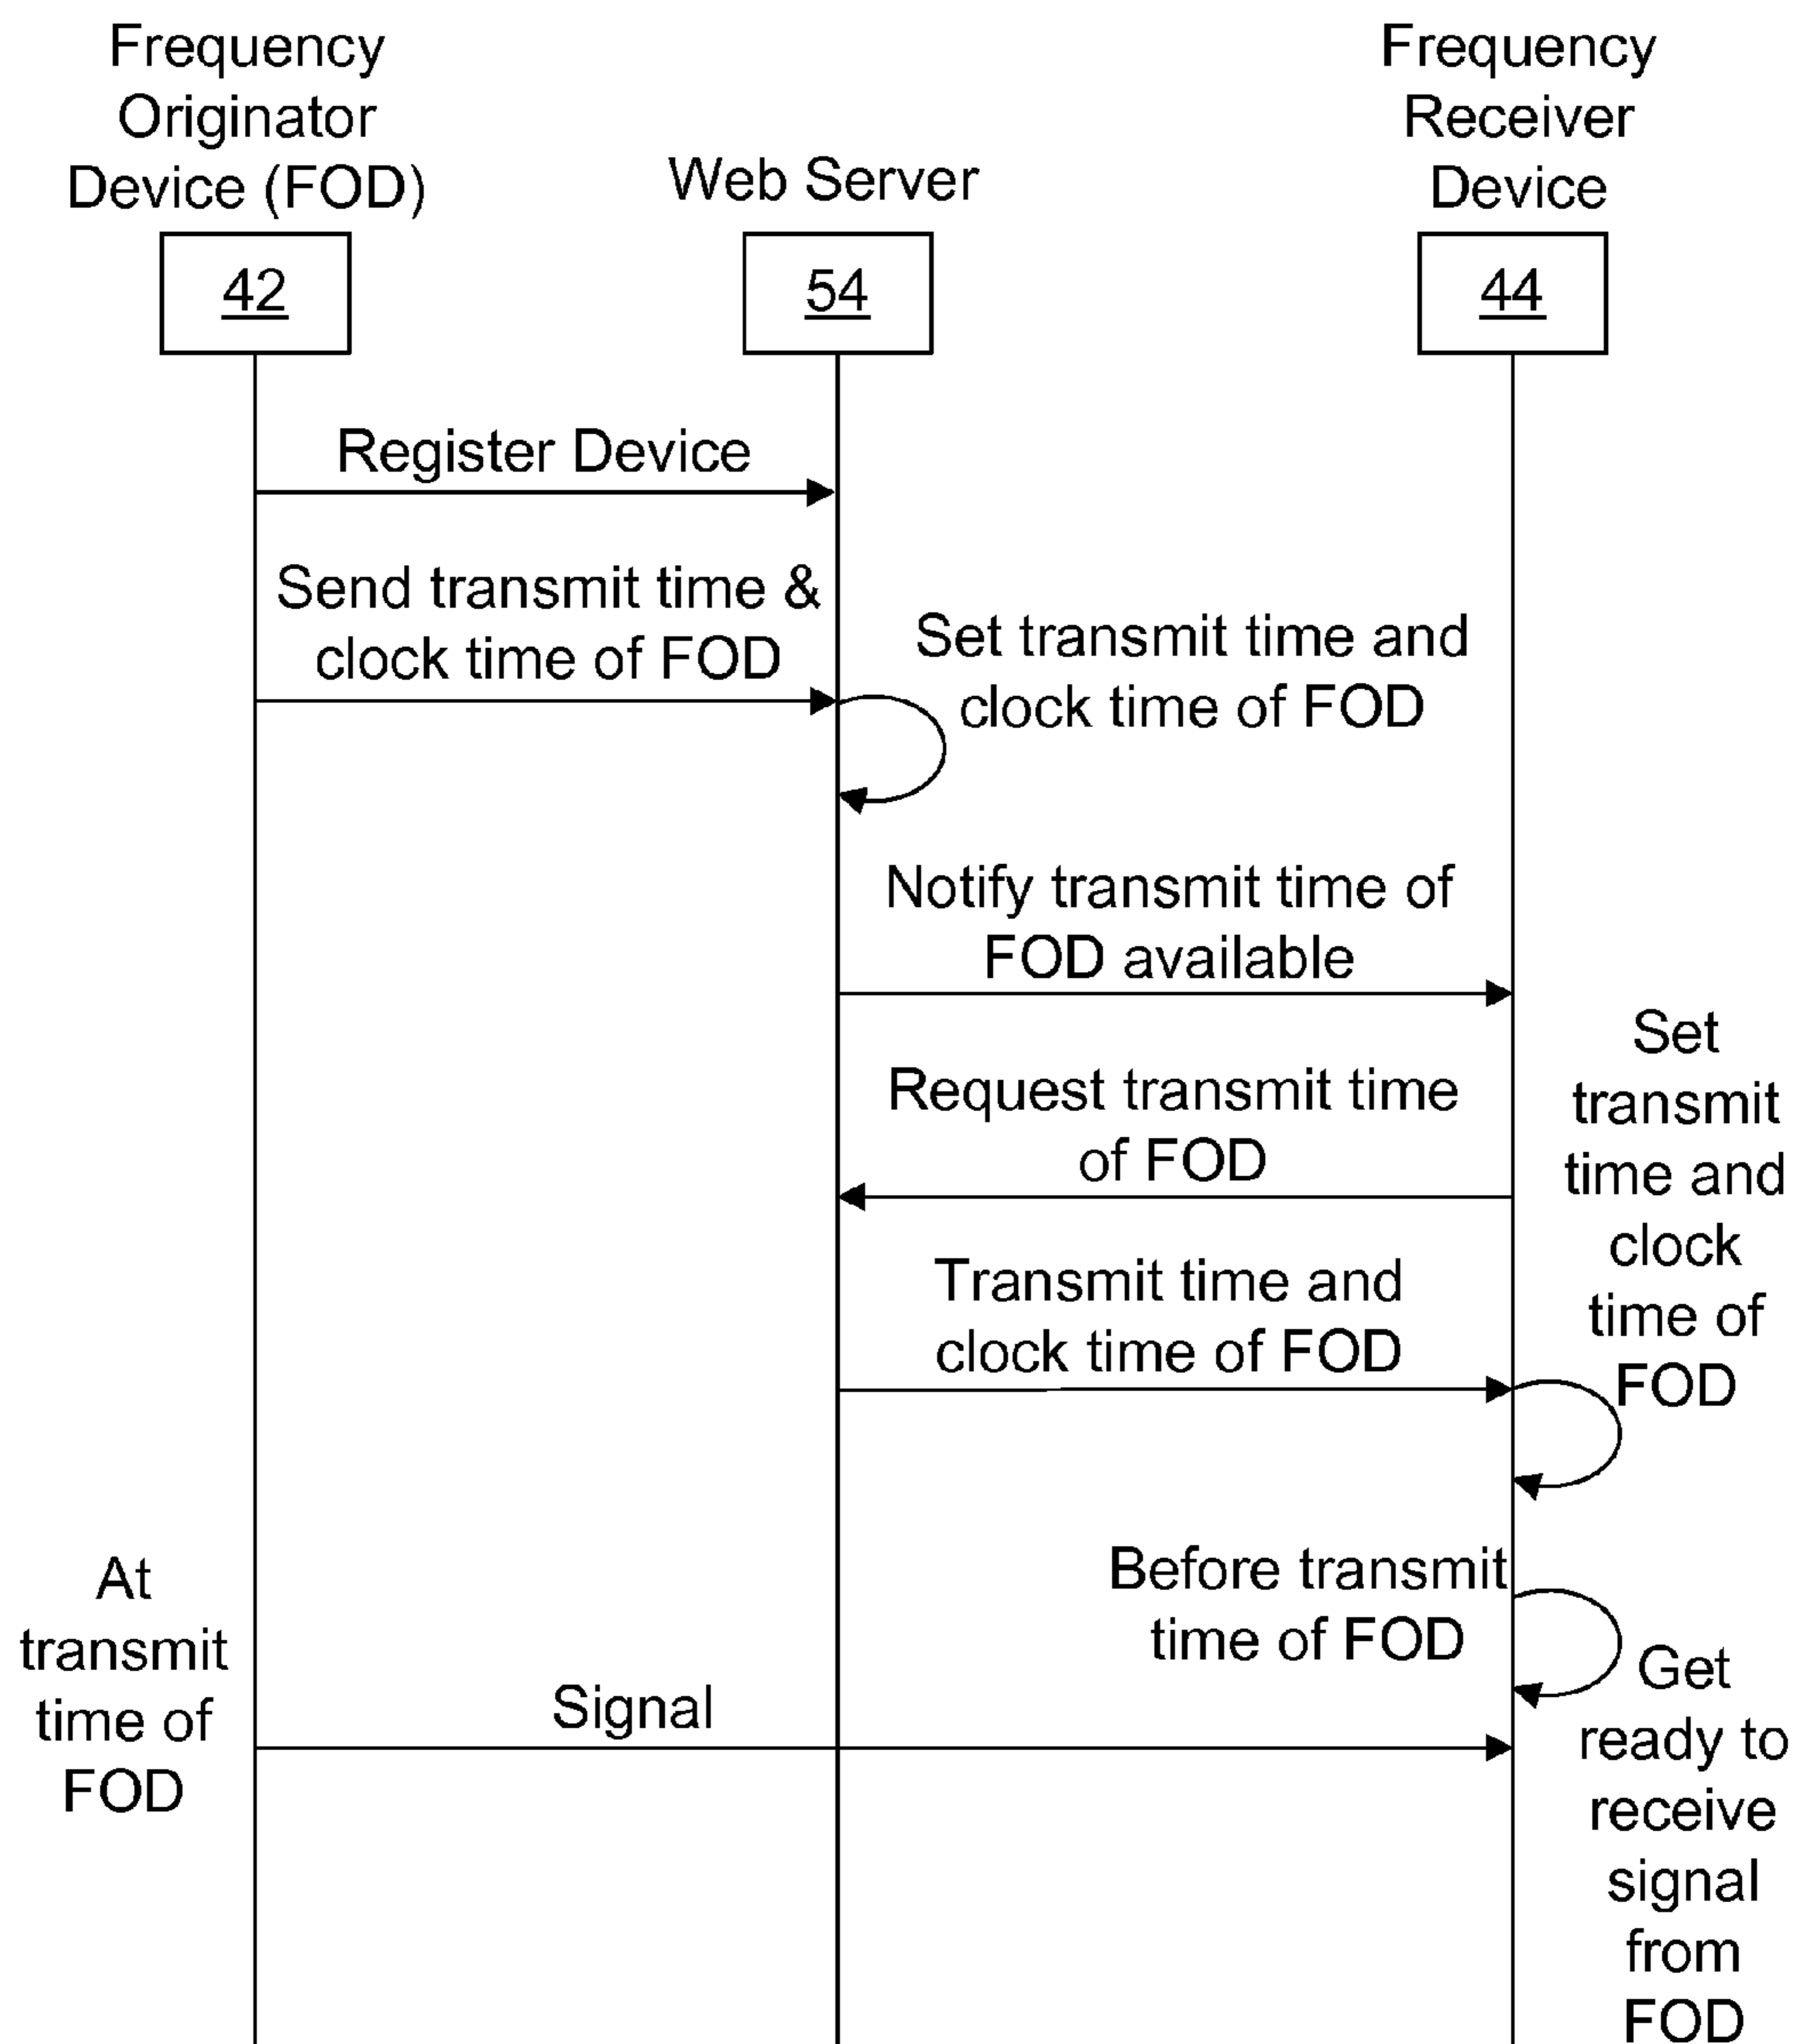 Frequency
Originator
Device (FOD)
Web Server
Frequency
Receiver
Device
42
54
44
Register Device
Send transmit time &
clock time of FOD
Set transmit time and
clock time of FOD
Notify transmit time of
FOD available
Request transmit time
of FOD
Transmit time and
clock time of FOD
Set
transmit
time and
clock
time of
FOD
Before transmit
time of FOD
At
transmit
time of
FOD
Signal
Get
ready to
receive
signal
from
FOD